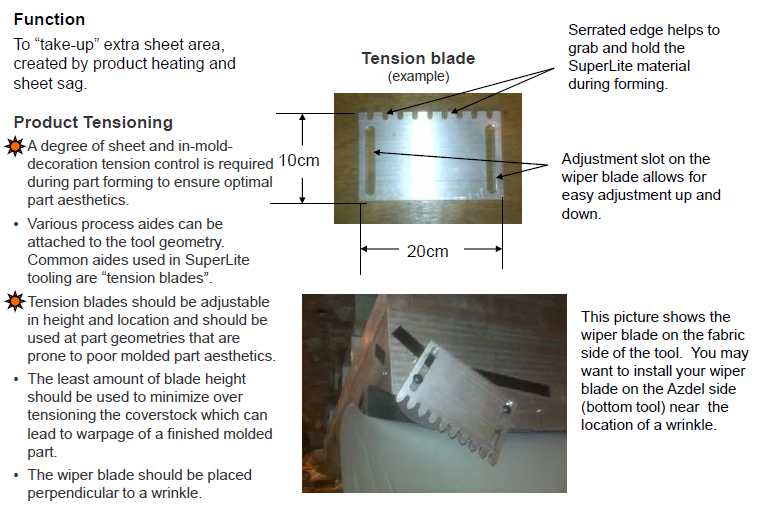 Function
To “take-up” extra sheet area,
created by product heating and
sheet sag.
Product Tensioning
A degree of sheet and in-mold-
decoration tension control is required
during part forming to ensure optimal
part aesthetics.
• Various process aides can be
attached to the tool geometry.
Common aides used in SuperLite
tooling are “tension blades”.
Tension blades should be adjustable
in height and location and should be
used at part geometries that are
prone to poor molded part aesthetics.
• The least amount of blade height
should be used to minimize over
tensioning the coverstock which can
lead to warpage of a finished molded
part.
• The wiper blade should be placed
perpendicular to a wrinkle.
Tension blade
(example)
10cm
20cm
Serrated edge helps to
grab and hold the
SuperLite material
during forming.
Adjustment slot on the
wiper blade allows for
easy adjustment up and
down.
This picture shows the
wiper blade on the fabric
side of the tool. You may
want to install your wiper
blade on the Azdel side
(bottom tool) near the
location of a wrinkle.